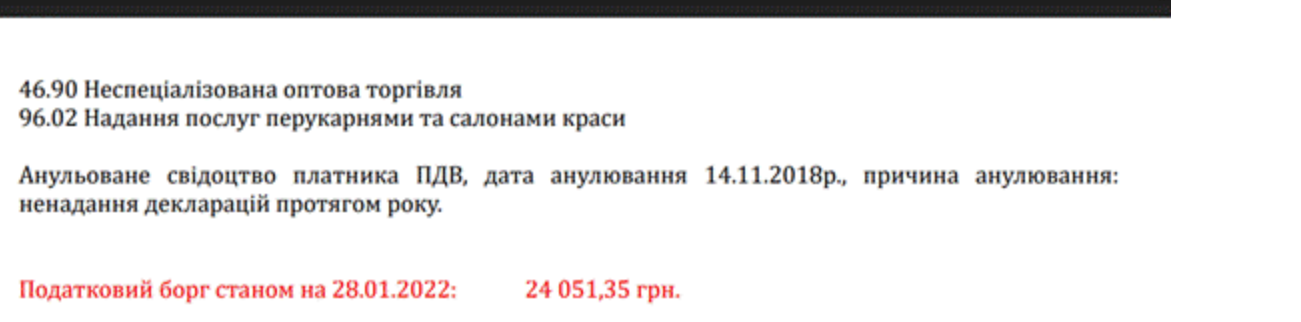 46.90 Неспеціалізована оптова торгівля
96.02 Надання послуг перукарнями та салонами краси
Анульоване свідоцтво платника ПДВ, дата анулювання 14.11.2018р., причина анулювання:
ненадання декларацій протягом року.
Податковий борг станом на 28.01.2022: 24 051,35 грн.